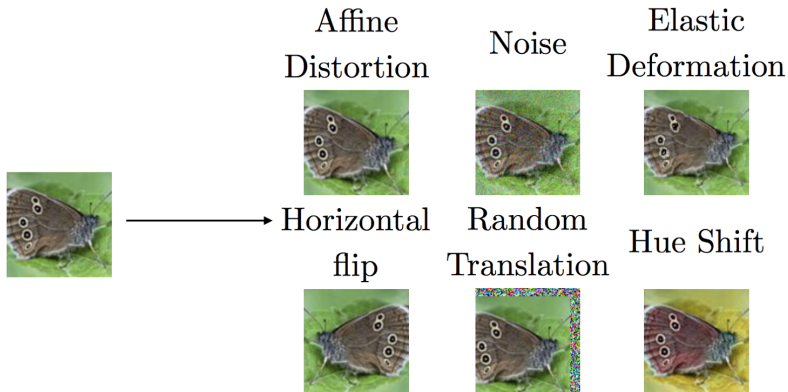 Affine
Distortion
Noise
Elastic
Deformation
Horizontal
flip
Random
Translation
Hue Shift